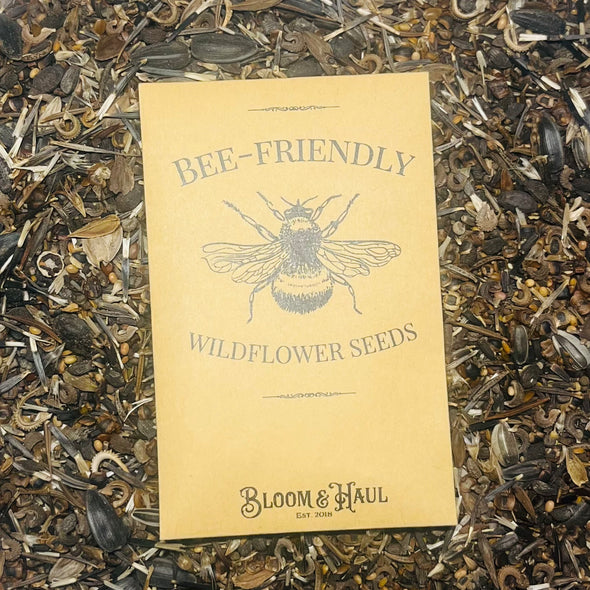 BEE-FRIENDLY
WILDFLOWER SEEDS
BLOOM & HAUL
EST. 2018